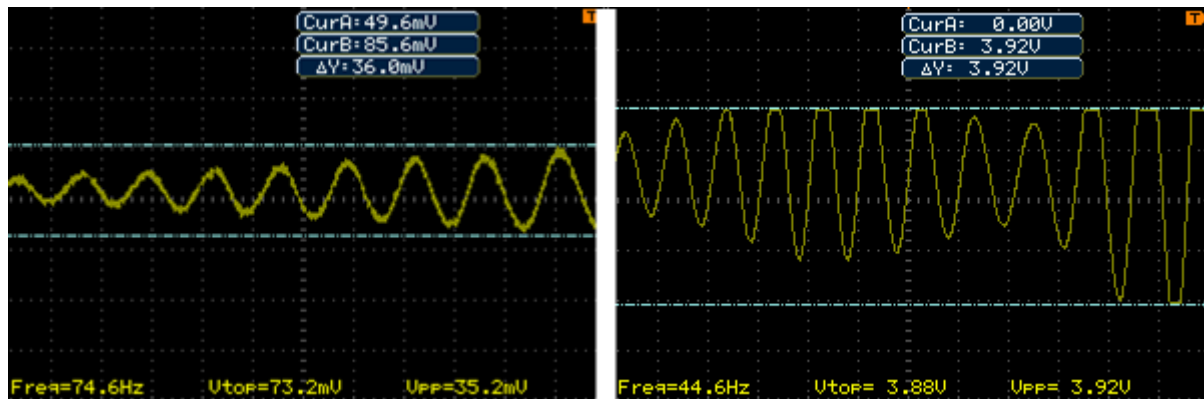 T
CurA: 49.6mV
CurB: 85.6mV
ΔY: 36.0mV
Freq=74.6Hz Vtop=73.2mV Vpp=35.2mV
T
CurA: 0.00V
CurB: 3.92V
ΔY: 3.92V
Freq=44.6Hz Vtop= 3.88V Vpp= 3.92V